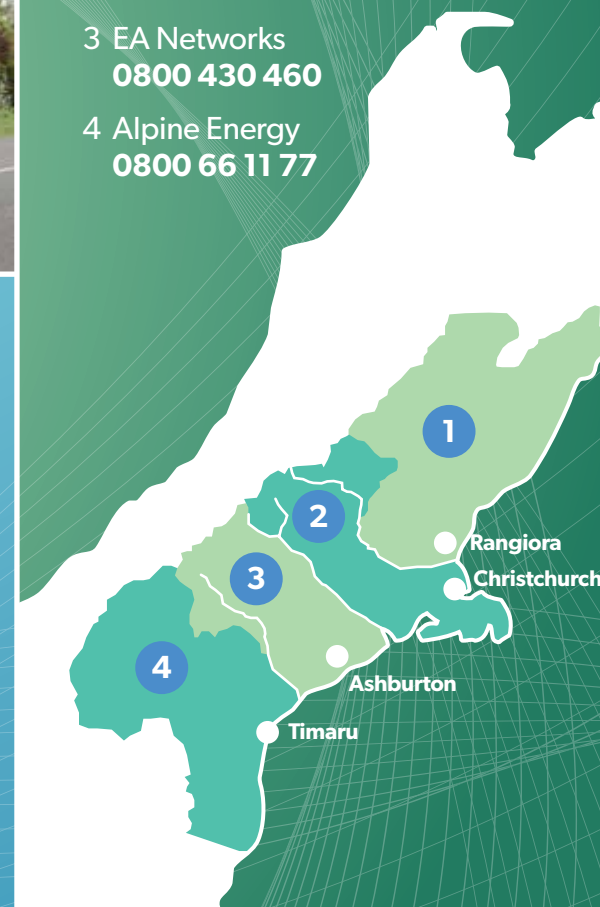 3 EA Networks
0800 430 460
4 Alpine Energy
0800 66 11 77
1
2
Rangiora
Christchurch
3
4
Ashburton
Timaru